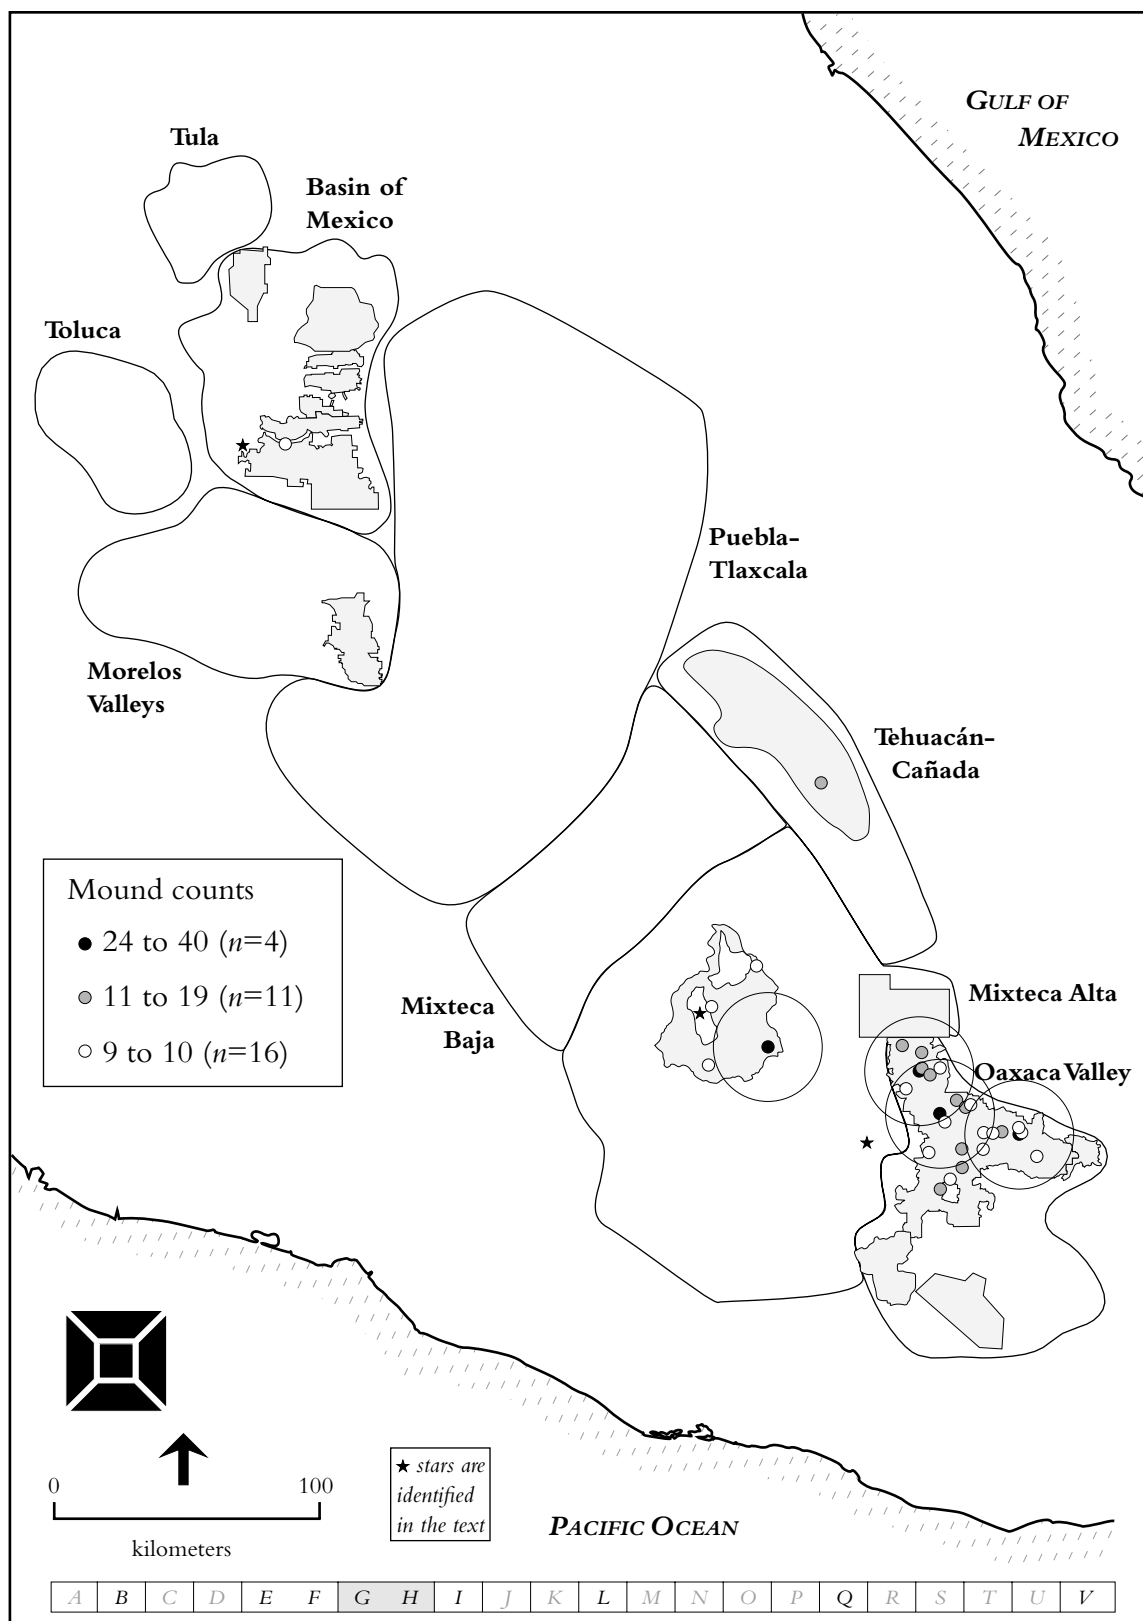 GULF OF
MEXICO
Tula
Basin of
Mexico
Toluca
Puebla-
Tlaxcala
Morelos
Valleys
Tehuacán-
Cañada
Mound counts
24 to 40 (n=4)
11 to 19 (n=11)
9 to 10 (n=16)
Mixteca
Baja
Mixteca Alta
Oaxaca Valley
0 100
kilometers
★ stars are
identified
in the text
PACIFIC OCEAN
A B C D E F G H I J K L M N O P Q R S T U V